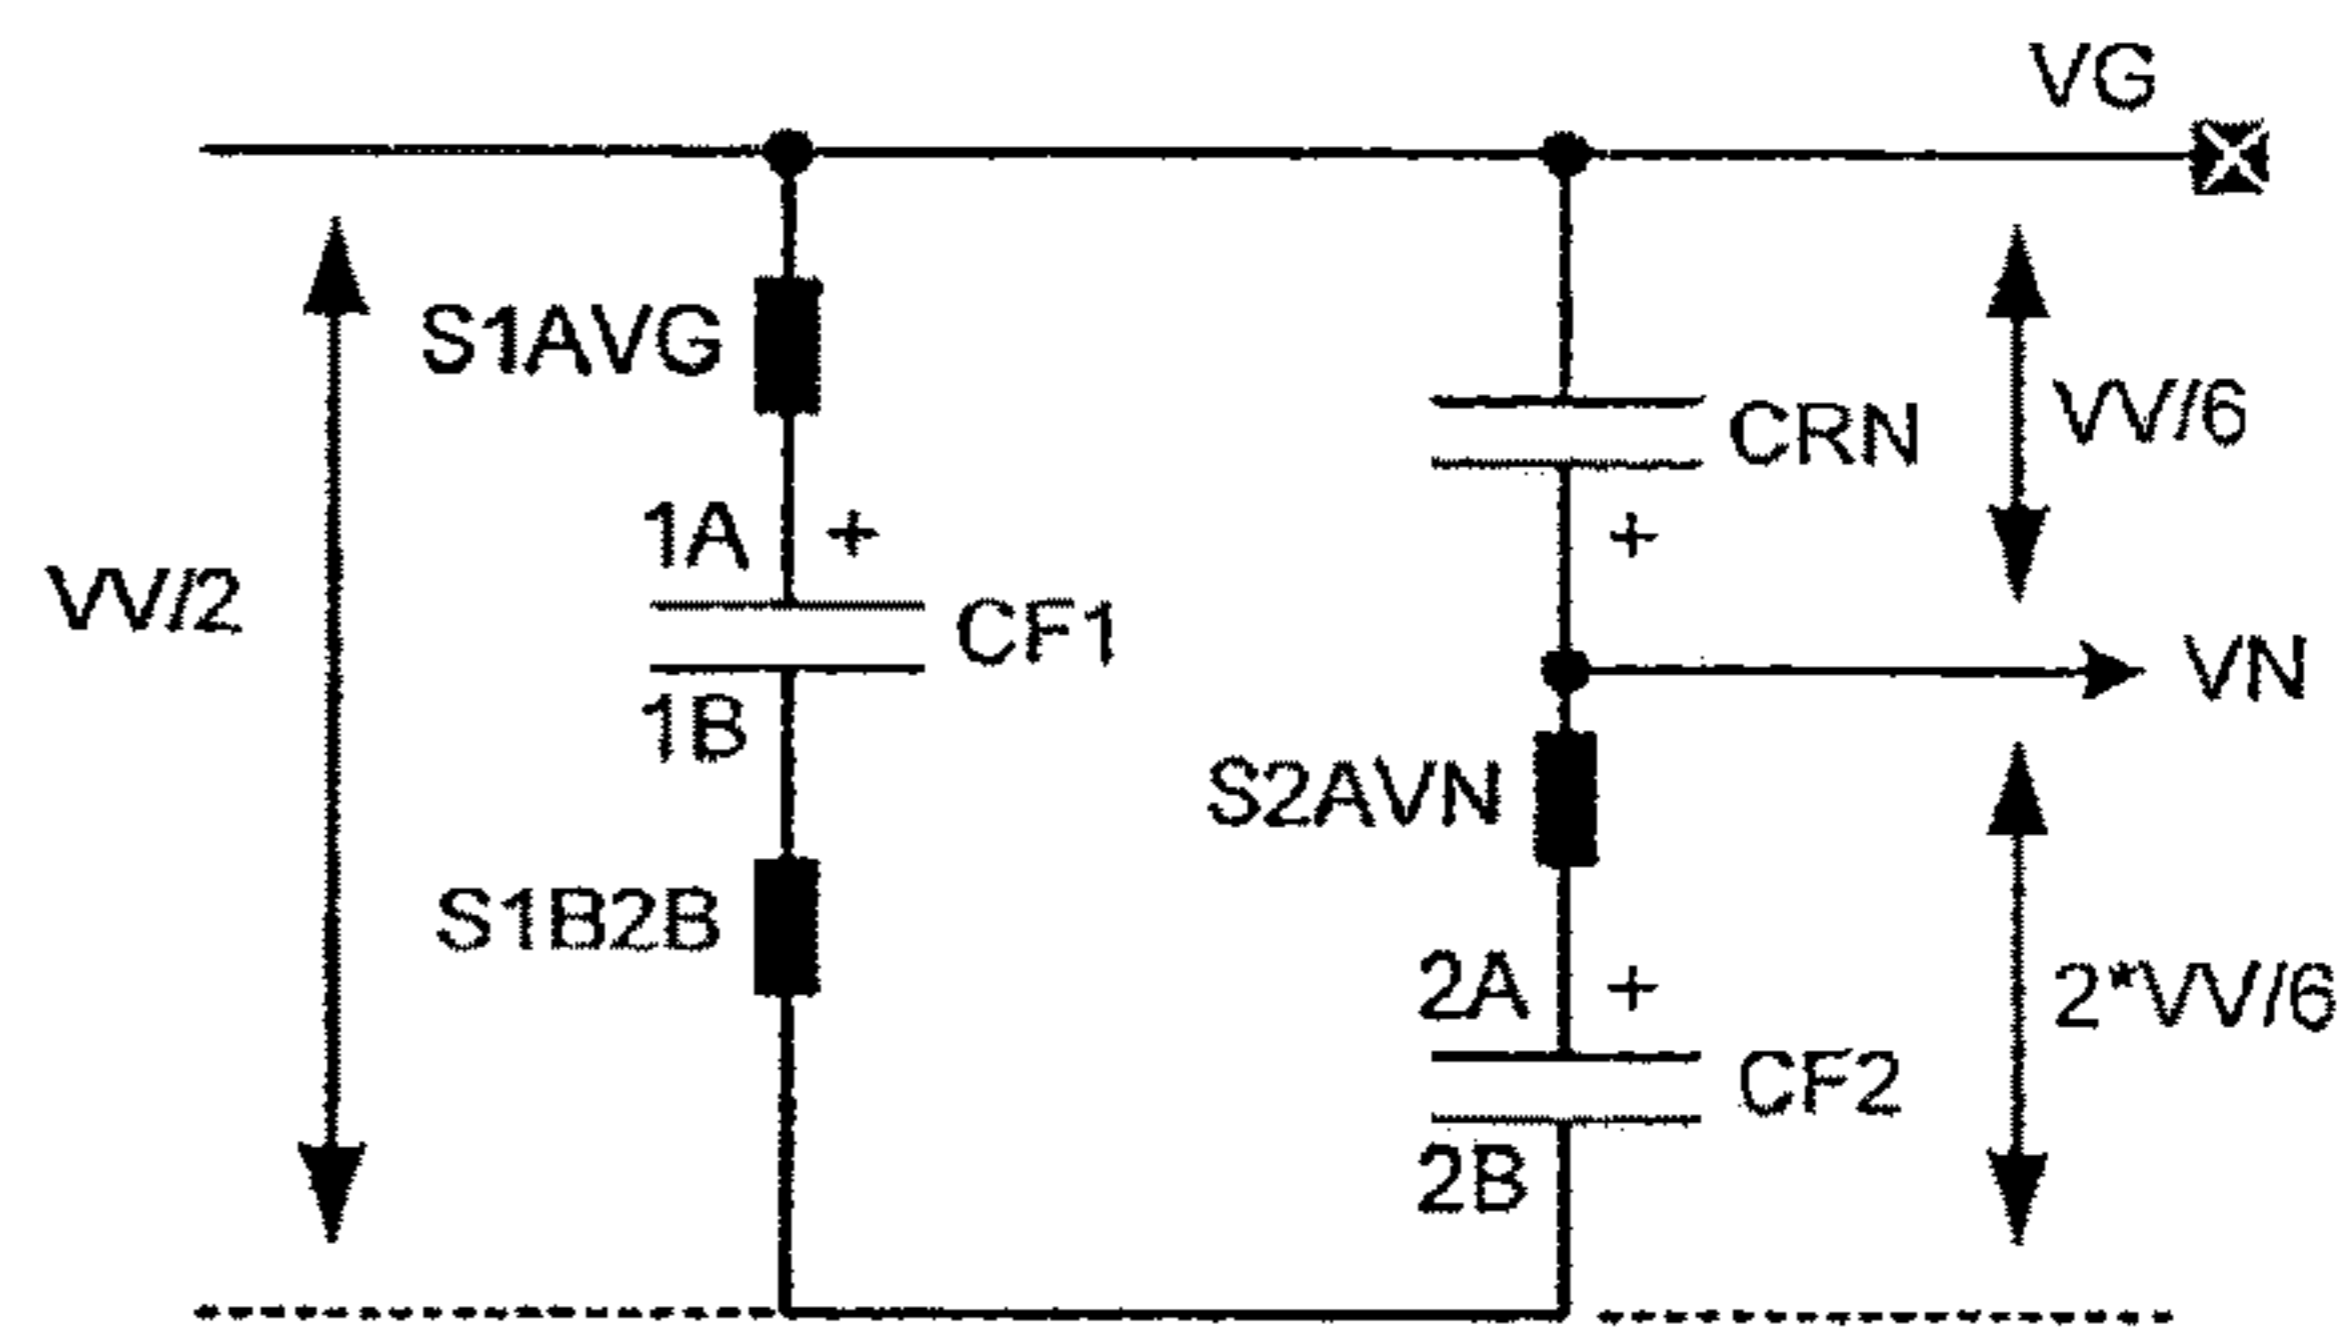 VG
S1AVG
CRN
VV/6
1A +
+
VV/2
CF1
VN
1B
S2AVN
S1B2B
2A +
2*VV/6
CF2
2B